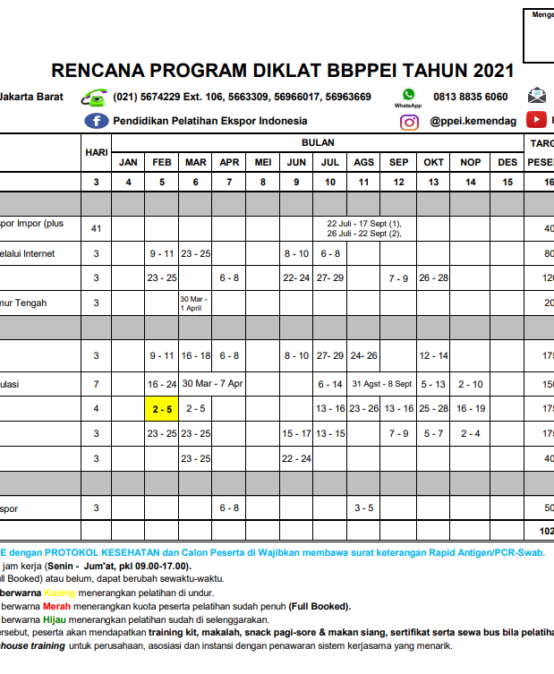 Menge
RENCANA PROGRAM DIKLAT BBPPEI TAHUN 2021
Jakarta Barat (021) 5674229 Ext. 106, 5663309, 56966017, 56963669 WhatsApp 0813 8835 6060
Pendidikan Pelatihan Ekspor Indonesia @ppei.kemendag
HARI BULAN TARG
JAN FEB MAR APR MEI JUN JUL AGS SEP OKT NOP DES PESE
3 4 5 6 7 8 9 10 11 12 13 14 15 16
spor Impor (plus 41 22 Juli - 17 Sept (1), 40
26 Juli - 22 Sept (2),
elalui Internet 3 9 - 11 23 - 25 8 - 10 6 - 8 80
3 23 - 25 6 - 8 22- 24 27- 29 7 - 9 26 - 28 120
mur Tengah 3 30 Mar - 20
1 April
3 9 - 11 16 - 18 6 - 8 8 - 10 27- 29 24- 26 12 - 14 175
ulasi 7 16 - 24 30 Mar - 7 Apr 6 - 14 31 Agst - 8 Sept 5 - 13 2 - 10 150
4 2 - 5 2 - 5 13 - 16 23 - 26 13 - 16 25 - 28 16 - 19 175
3 23 - 25 23 - 25 15 - 17 13 - 15 7 - 9 5 - 7 2 - 4 175
3 23 - 25 22 - 24 40
spor 3 6 - 8 3 - 5 50
102
E dengan PROTOKOL KESEHATAN dan Calon Peserta di Wajibkan membawa surat keterangan Rapid Antigen/PCR-Swab.
jam kerja (Senin - Jum'at, pkl 09.00-17.00).
ull Booked) atau belum, dapat berubah sewaktu-waktu.
berwarna Kuning menerangkan pelatihan di undur.
berwarna Merah menerangkan kuota peserta pelatihan sudah penuh (Full Booked).
berwarna Hijau menerangkan pelatihan sudah di selenggarakan.
ersebut, peserta akan mendapatkan training kit, makalah, snack pagi-sore & makan siang, sertifikat serta sewa bus bila pelatiha
house training untuk perusahaan, asosiasi dan instansi dengan penawaran sistem kerjasama yang menarik.